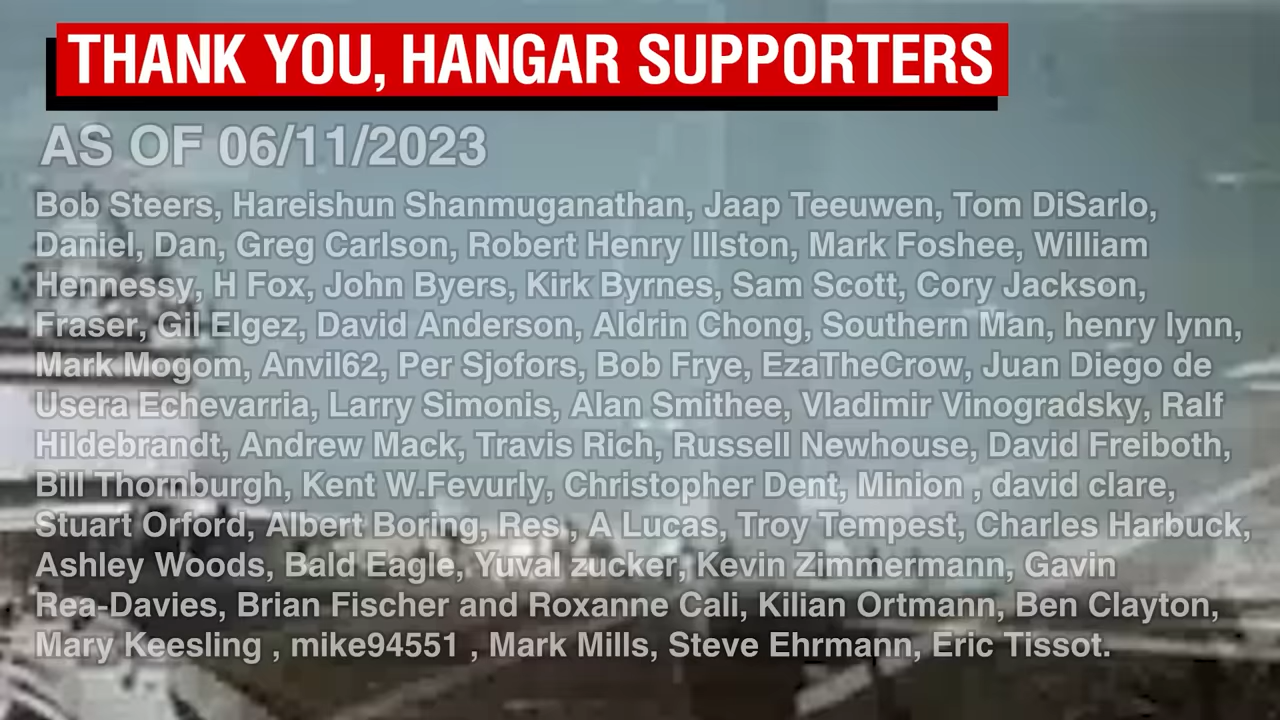 THANK YOU, HANGAR SUPPORTERS
AS OF 06/11/2023
Bob Steers, Hareishun Shanmuganathan, Jaap Teeuwen, Tom DiSarlo,
Daniel, Dan, Greg Carlson, Robert Henry Illston, Mark Foshee, William
Hennessy, H Fox, John Byers, Kirk Byrnes, Sam Scott, Cory Jackson,
Fraser, Gil Elgez, David Anderson, Aldrin Chong, Southern Man, henry lynn,
Mark Mogom, Anvil62, Per Sjofors, Bob Frye, EzaTheCrow, Juan Diego de
Usera Echevarria, Larry Simonis, Alan Smithee, Vladimir Vinogradsky, Ralf
Hildebrandt, Andrew Mack, Travis Rich, Russell Newhouse, David Freiboth,
Bill Thornburgh, Kent W.Fevurly, Christopher Dent, Minion , david clare,
Stuart Orford, Albert Boring, Res , A Lucas, Troy Tempest, Charles Harbuck,
Ashley Woods, Bald Eagle, Yuval zucker, Kevin Zimmermann, Gavin
Rea-Davies, Brian Fischer and Roxanne Cali, Kilian Ortmann, Ben Clayton,
Mary Keesling , mike94551 , Mark Mills, Steve Ehrmann, Eric Tissot.